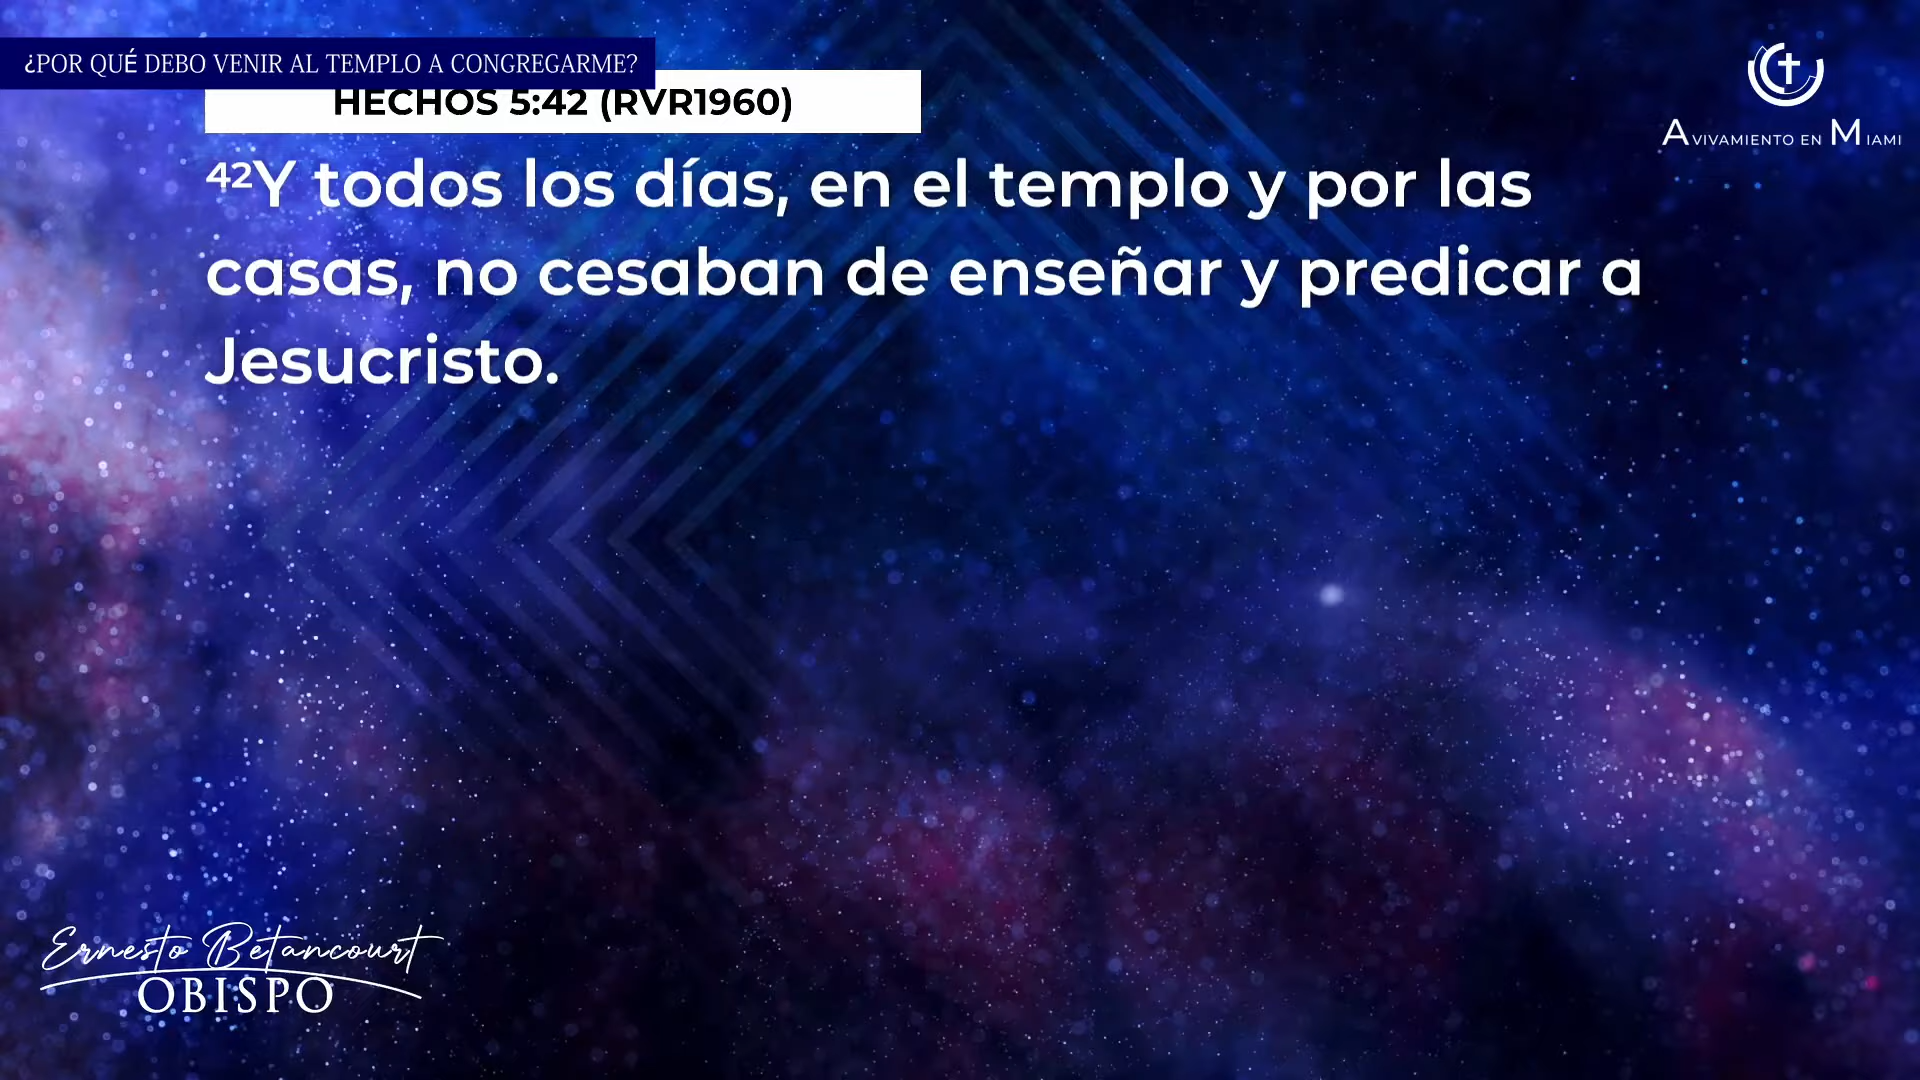 ¿POR QUÉ DEBO VENIR AL TEMPLO A CONGREGARME?
HECHOS 5:42 (RVR1960)
AVIVAMIENTO EN MIAMI
⁴²Y todos los días, en el templo y por las
casas, no cesaban de enseñar y predicar a
Jesucristo.
Ernesto Betancourt
OBISPO